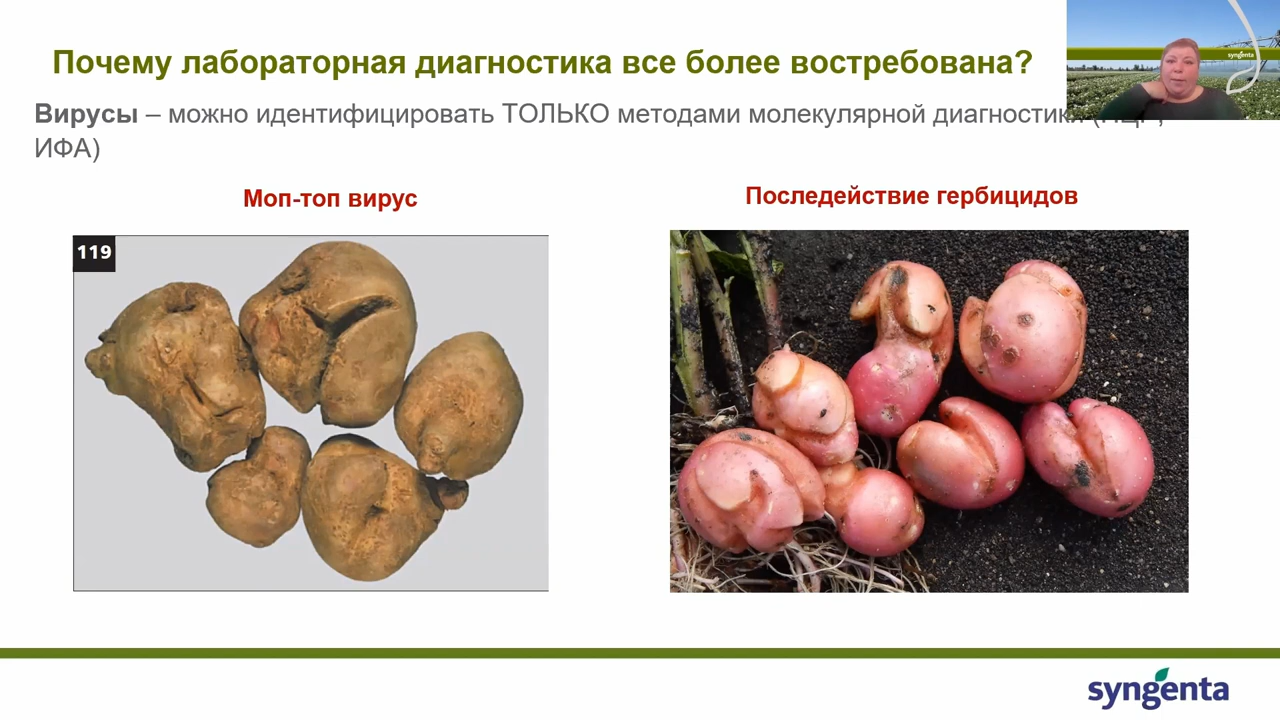 Почему лабораторная диагностика все более востребована?
syngenta
Вирусы – можно идентифицировать ТОЛЬКО методами молекулярной диагностики
ИФА)
Моп-топ вирус
Последействие гербицидов
119
syngenta